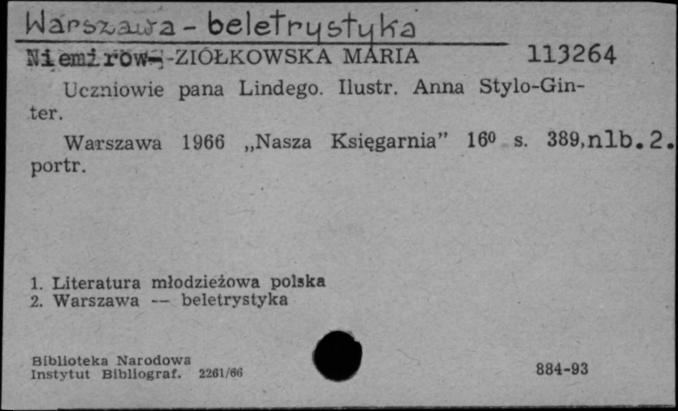 Warszawa - beletrystyka
Niemirow--ZIÓŁKOWSKA MARIA 113264
Uczniowie pana Lindego. Ilustr. Anna Stylo-Gin-
ter.
Warszawa 1966 „Nasza Księgarnia” 16⁰ s. 389,nlb.2.
portr.
1. Literatura młodzieżowa polska
2. Warszawa — beletrystyka
Biblioteka Narodowa
Instytut Bibliograf. 2261/66 884-93